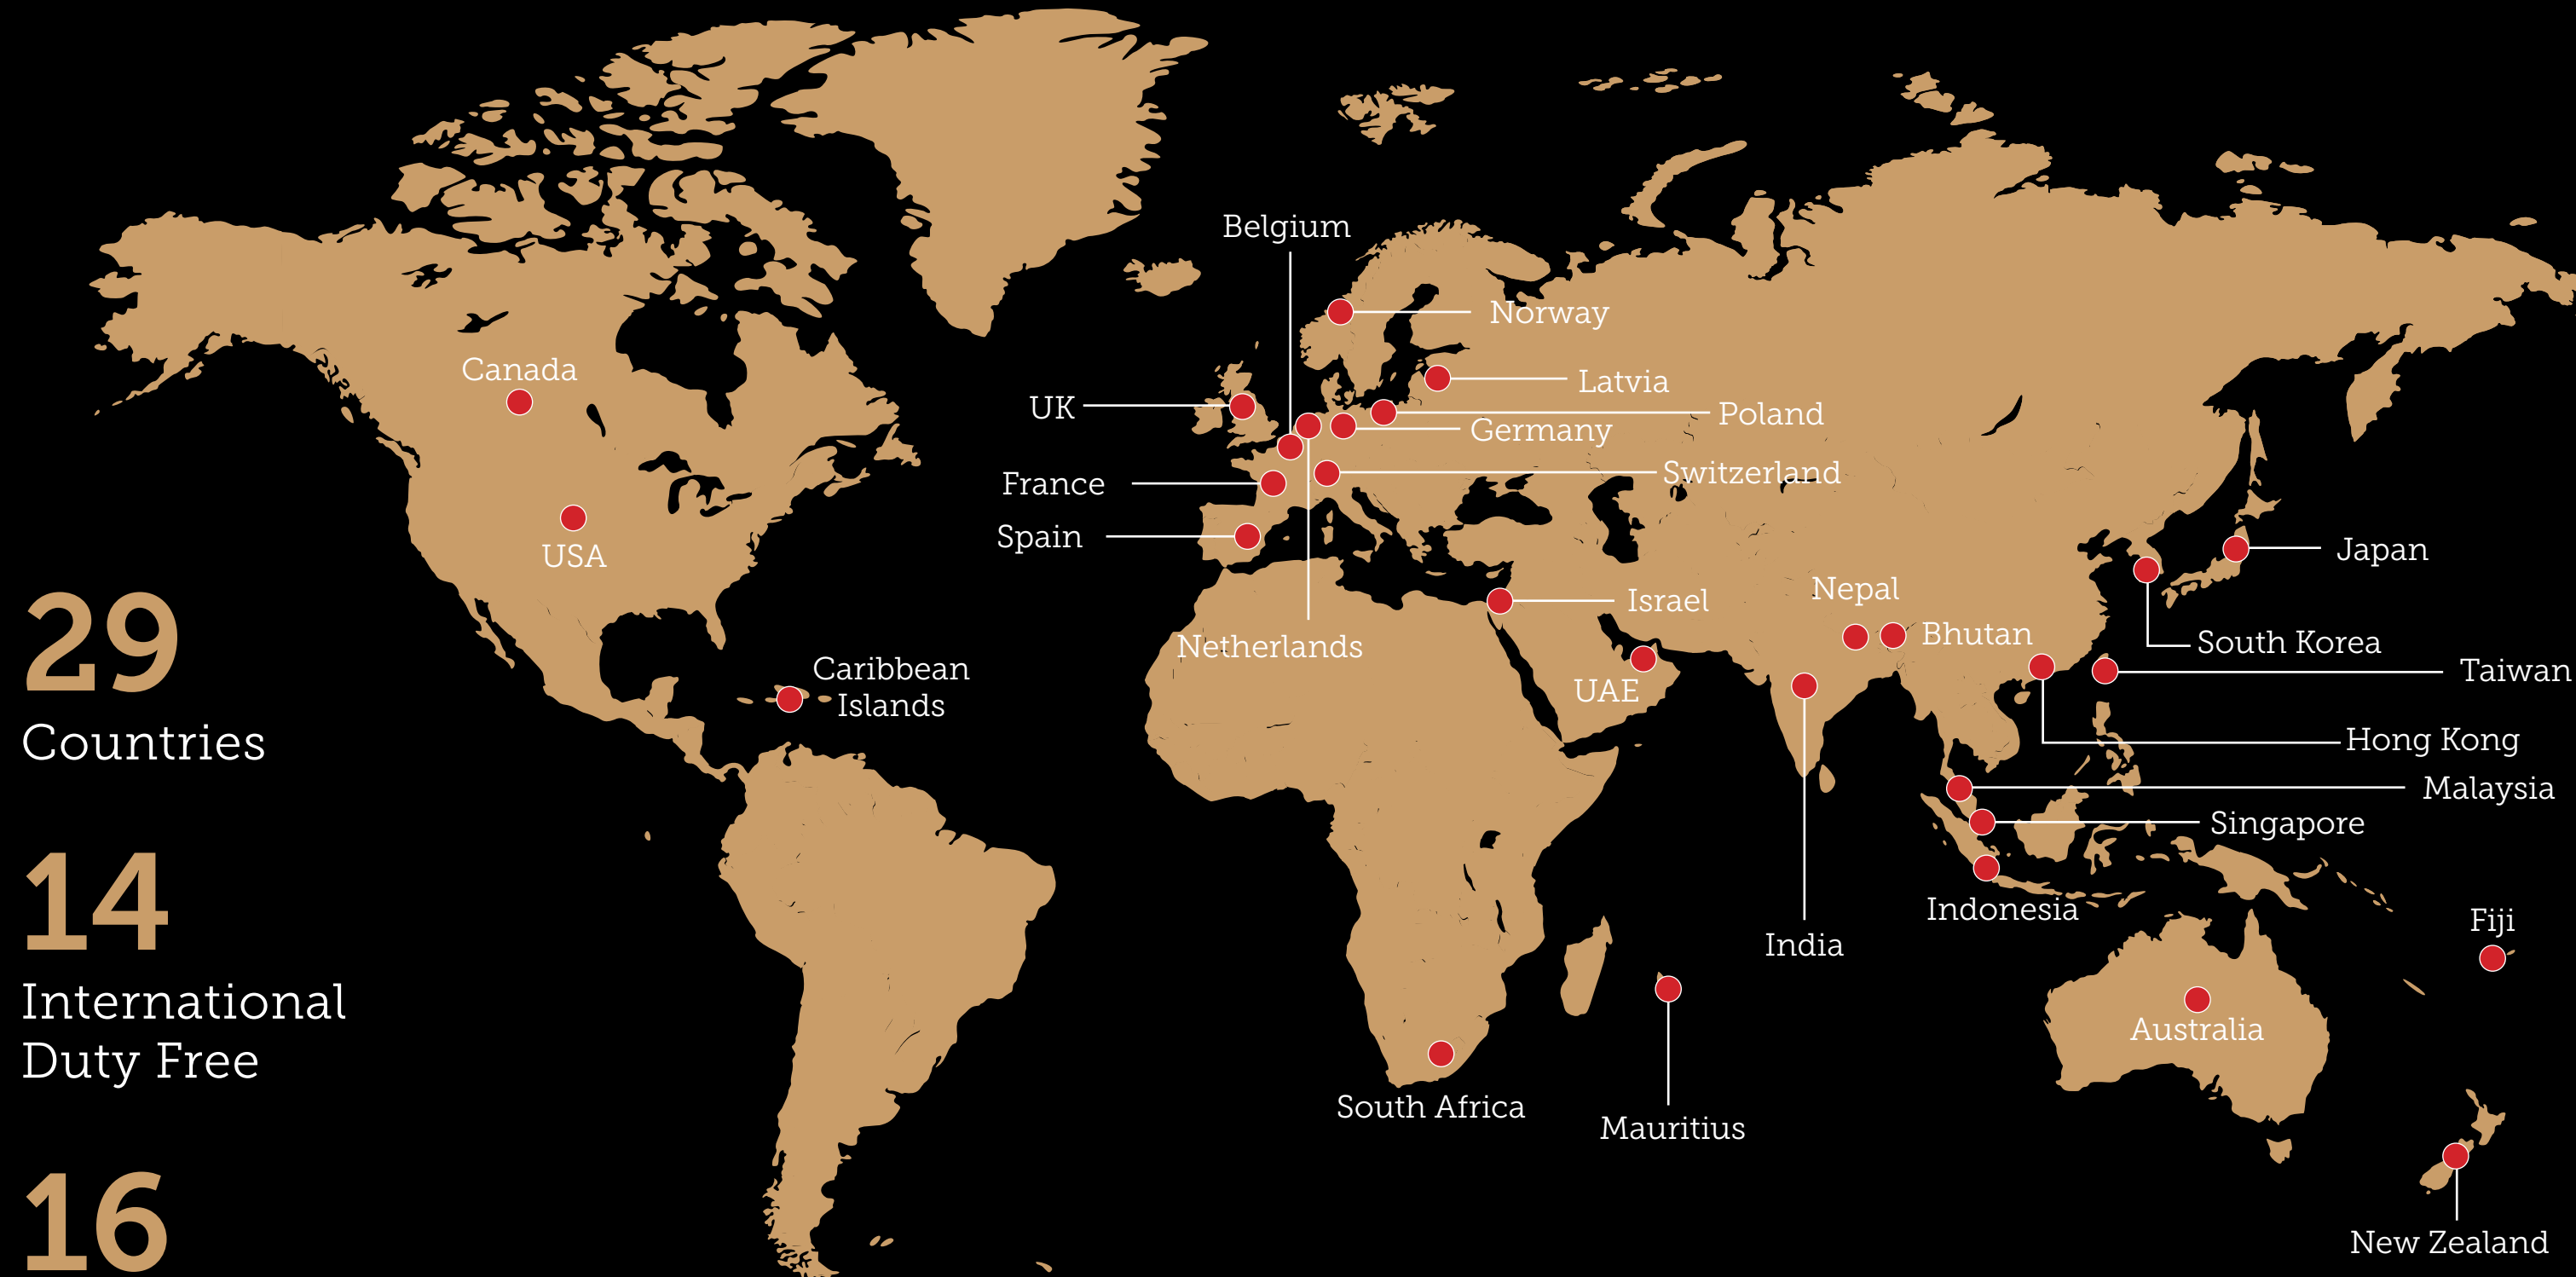 Belgium
Norway
Canada
Latvia
UK
Poland
Germany
France
Switzerland
Spain
USA
Japan
Nepal
Israel
29
Bhutan
South Korea
Netherlands
Caribbean
Islands
UAE
Taiwan
Countries
Hong Kong
Malaysia
Singapore
14
Indonesia
Fiji
India
International
Duty Free
Australia
South Africa
Mauritius
16
New Zealand